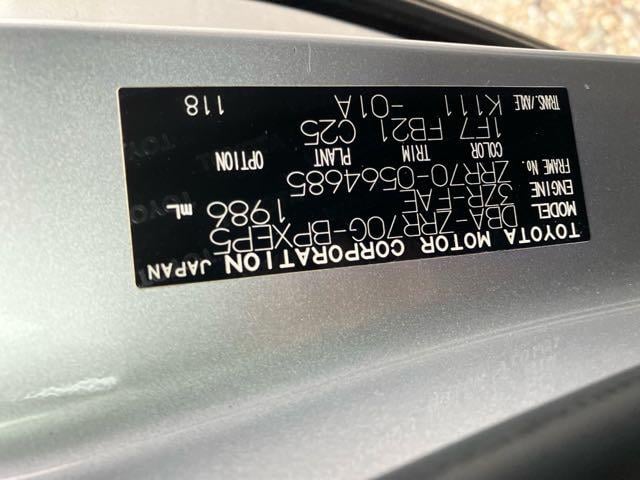 TOYOTA MOTOR CORPORATION JAPAN
MODEL DBA-ZRR70G-BPXEP5
ENGINE 3ZR-FAE 1986 mL
FRAME No. ZRR70-0564685
COLOR TRIM PLANT OPTION
1F7 FB21 C25
TRANS./AXLE K111 -01A 118